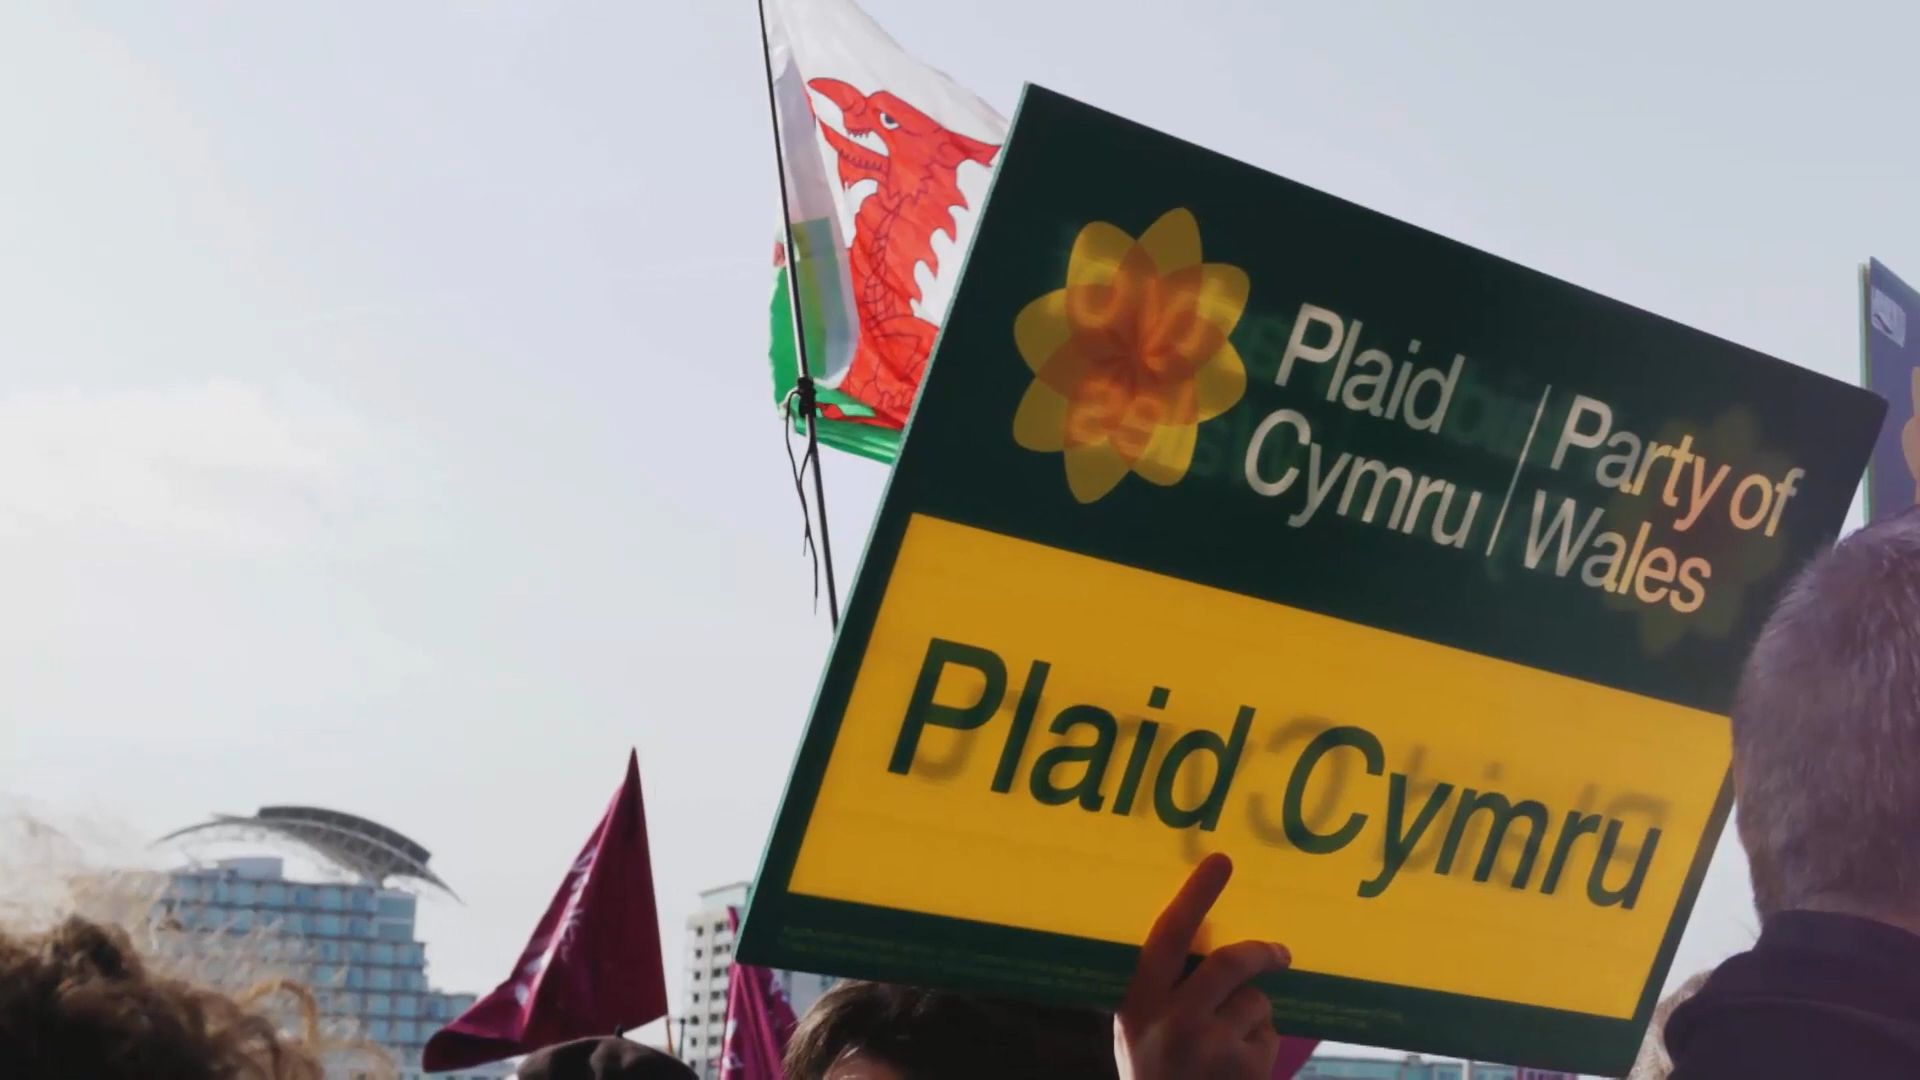 Plaid
Cymru
Party of
Wales
Plaid Cymru